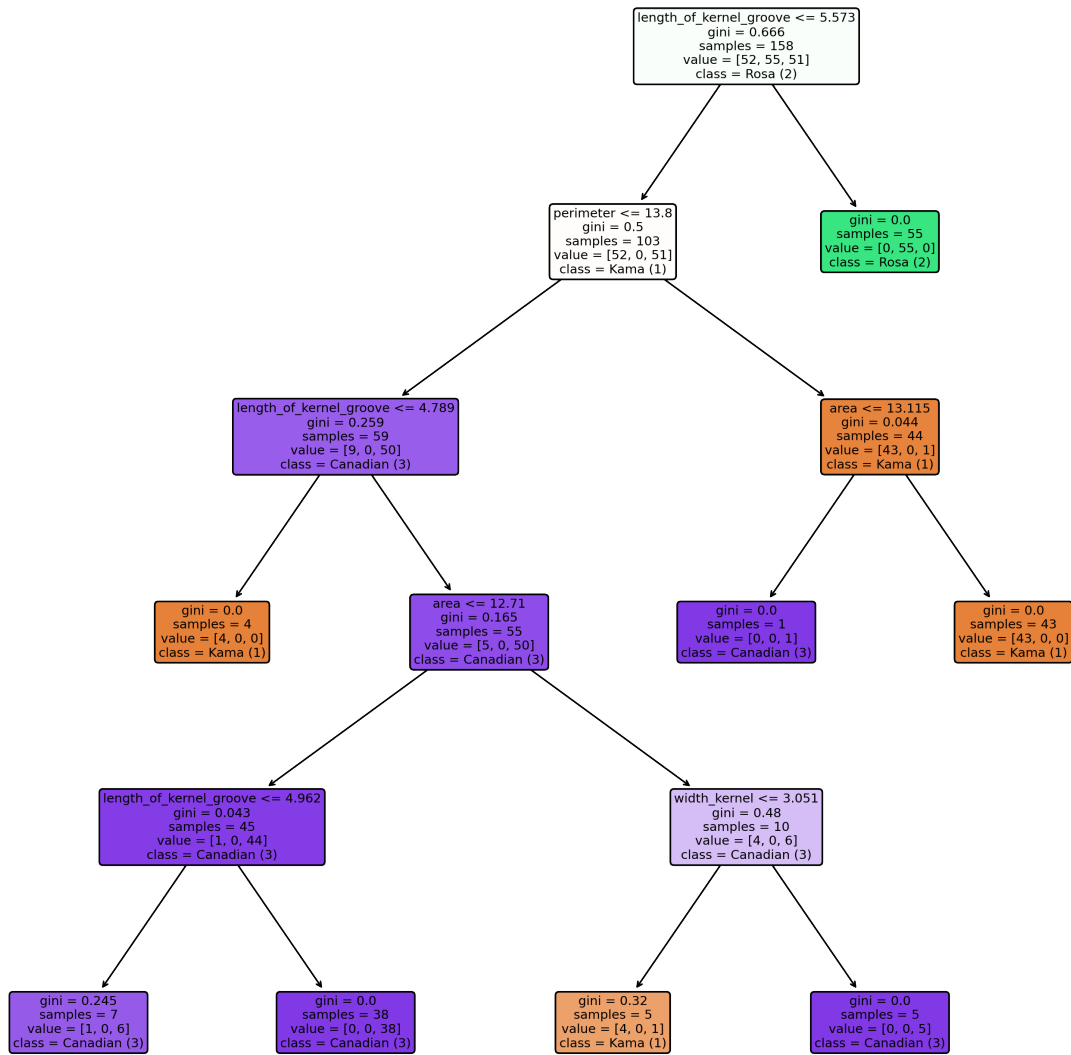 length_of_kernel_groove <= 5.573
gini = 0.666
samples = 158
value = [52, 55, 51]
class = Rosa (2)
perimeter <= 13.8
gini = 0.5
samples = 103
value = [52, 0, 51]
class = Kama (1)
gini = 0.0
samples = 55
value = [0, 55, 0]
class = Rosa (2)
length_of_kernel_groove <= 4.789
gini = 0.259
samples = 59
value = [9, 0, 50]
class = Canadian (3)
area <= 13.115
gini = 0.044
samples = 44
value = [43, 0, 1]
class = Kama (1)
gini = 0.0
samples = 4
value = [4, 0, 0]
class = Kama (1)
area <= 12.71
gini = 0.165
samples = 55
value = [5, 0, 50]
class = Canadian (3)
gini = 0.0
samples = 1
value = [0, 0, 1]
class = Canadian (3)
gini = 0.0
samples = 43
value = [43, 0, 0]
class = Kama (1)
length_of_kernel_groove <= 4.962
gini = 0.043
samples = 45
value = [1, 0, 44]
class = Canadian (3)
width_kernel <= 3.051
gini = 0.48
samples = 10
value = [4, 0, 6]
class = Canadian (3)
gini = 0.245
samples = 7
value = [1, 0, 6]
class = Canadian (3)
gini = 0.0
samples = 38
value = [0, 0, 38]
class = Canadian (3)
gini = 0.32
samples = 5
value = [4, 0, 1]
class = Kama (1)
gini = 0.0
samples = 5
value = [0, 0, 5]
class = Canadian (3)